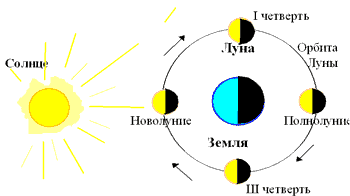 I четверть
Солнце
Луна
Орбита
Луны
Новолуние
Полнолуние
Земля
III четверть